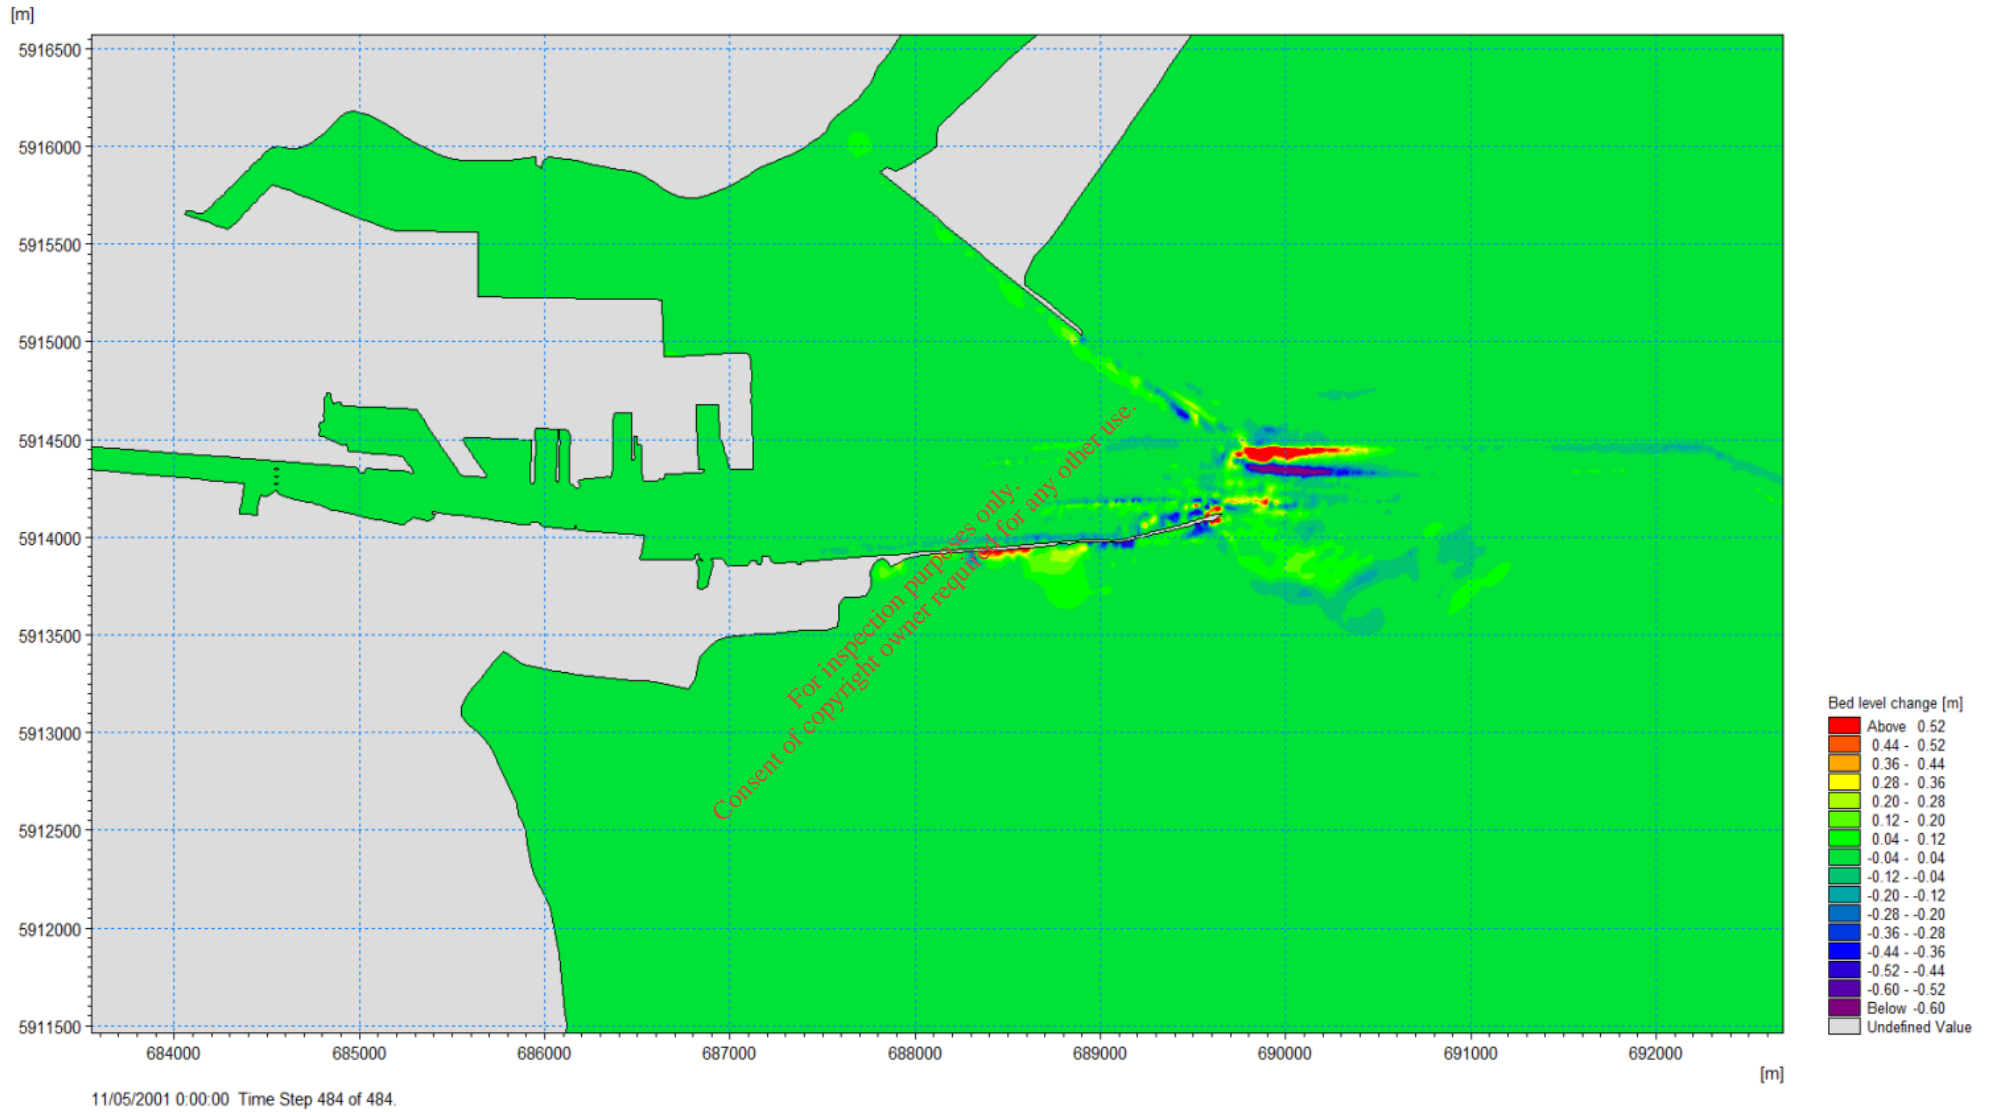 [m]
5916500
5916000
5915500
5915000
5914500
5914000
5913500
5913000
5912500
5912000
5911500
684000 685000 686000 687000 688000 689000 690000 691000 692000
[m]
11/05/2001 0:00:00 Time Step 484 of 484.
For inspection purposes only.
Consent of copyright owner required for any other use.
Bed level change [m]
Above 0.52
0.44 - 0.52
0.36 - 0.44
0.28 - 0.36
0.20 - 0.28
0.12 - 0.20
0.04 - 0.12
-0.04 - 0.04
-0.12 - -0.04
-0.20 - -0.12
-0.28 - -0.20
-0.36 - -0.28
-0.44 - -0.36
-0.52 - -0.44
-0.60 - -0.52
Below -0.60
Undefined Value